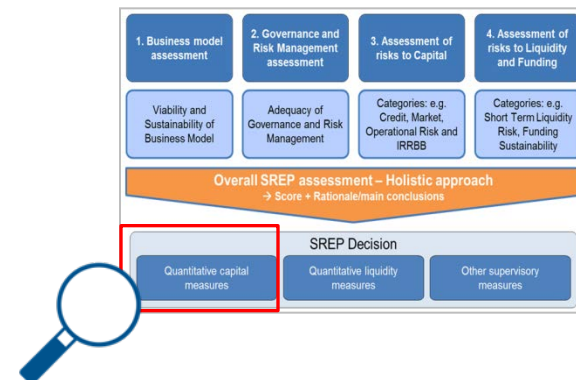 1. Business model
assessment
2. Governance and
Risk Management
assessment
3. Assessment of
risks to Capital
4. Assessment of
risks to Liquidity
and Funding
Viability and
Sustainability of
Business Model
Adequacy of
Governance and Risk
Management
Categories: e.g.
Credit, Market,
Operational Risk and
IRRBB
Categories: e.g.
Short Term Liquidity
Risk, Funding
Sustainability
Overall SREP assessment – Holistic approach
→ Score + Rationale/main conclusions
SREP Decision
Quantitative capital
measures
Quantitative liquidity
measures
Other supervisory
measures